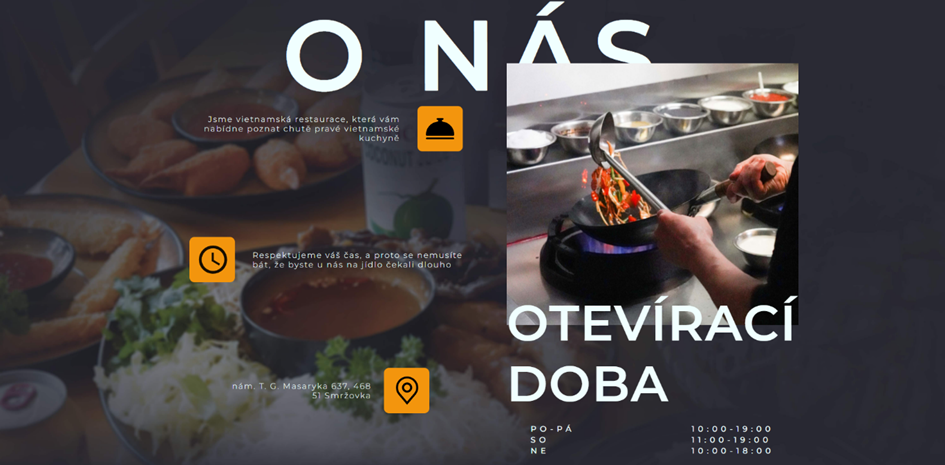 O NÁS
Jsme vietnamská restaurace, která vám
nabídne poznat chutě pravé vietnamské
kuchyně
Respektujeme váš čas, a proto se nemusíte
bát, že byste u nás na jídlo čekali dlouho
nám. T. G. Masaryka 637, 468
51 Smržovka
OTEVÍRACÍ
DOBA
PO-PÁ 10:00-19:00
SO 11:00-19:00
NE 10:00-18:00